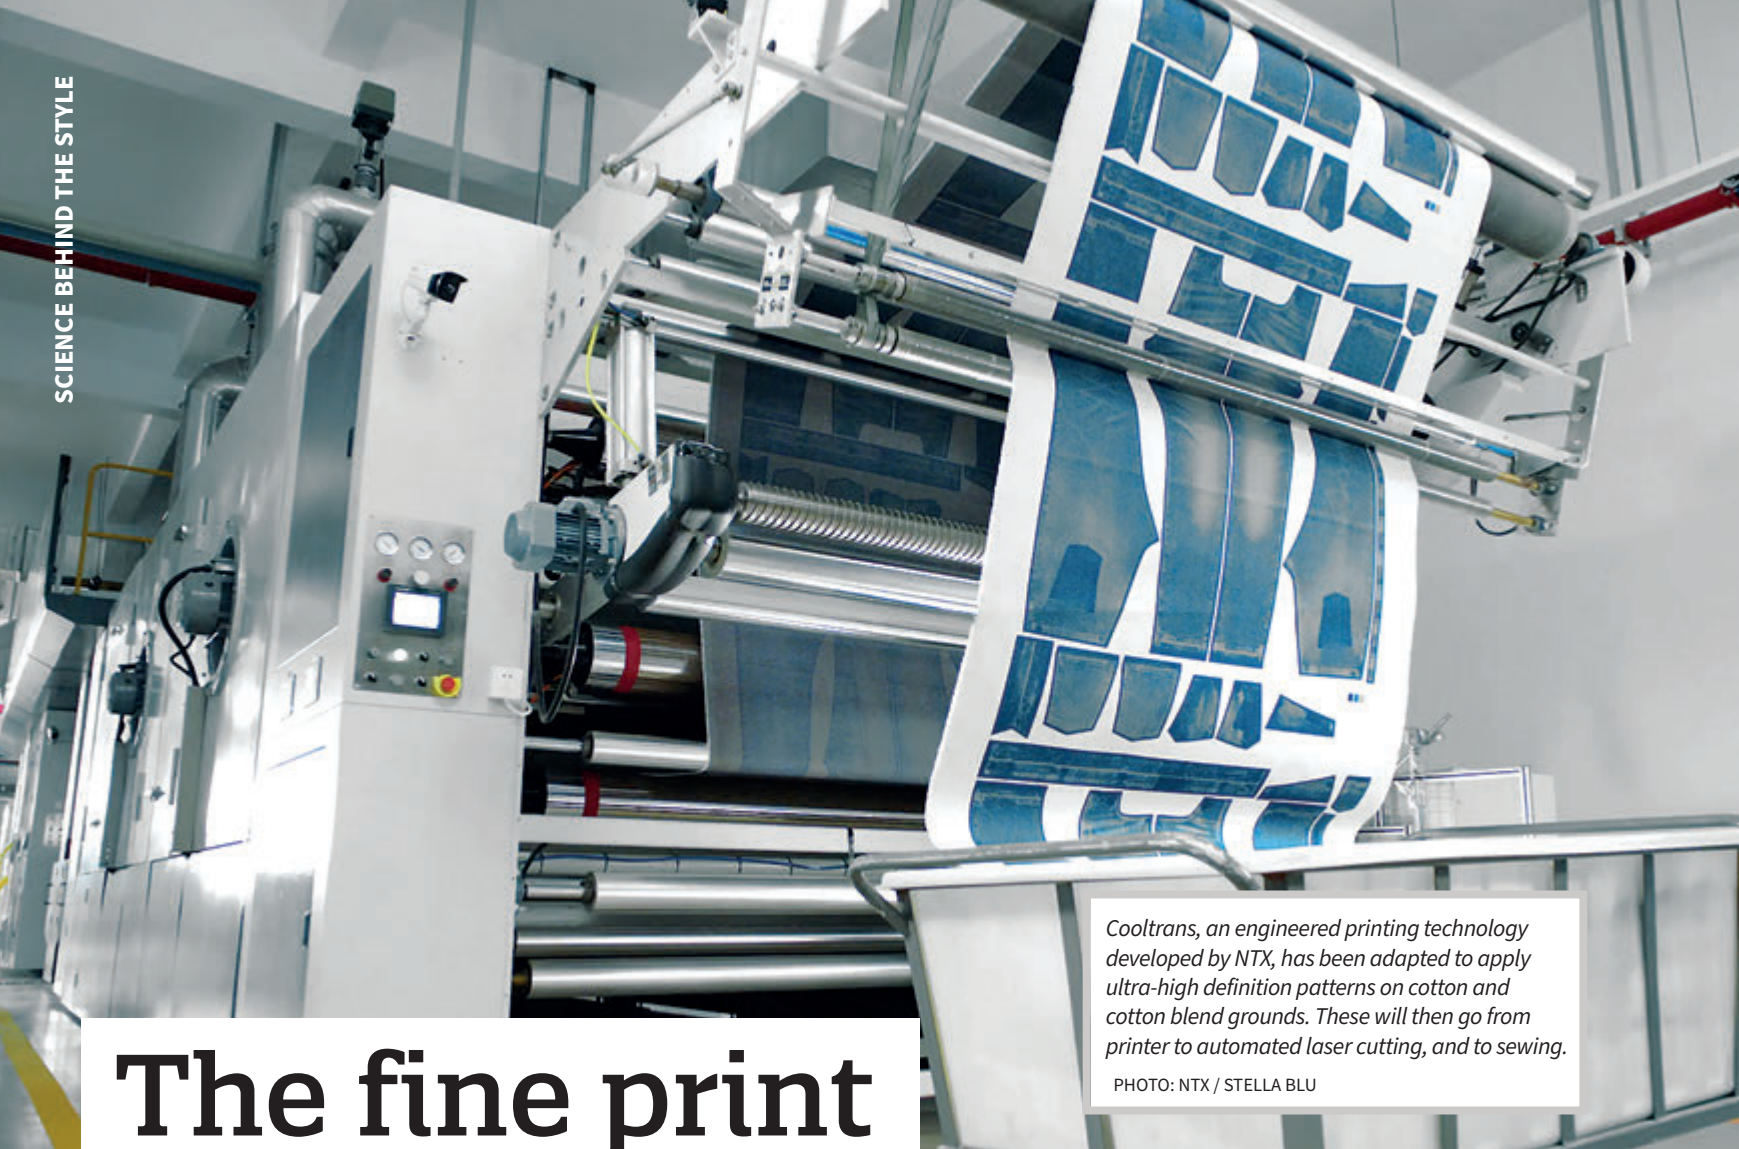 SCIENCE BEHIND THE STYLE
Cooltrans, an engineered printing technology
developed by NTX, has been adapted to apply
ultra-high definition patterns on cotton and
cotton blend grounds. These will then go from
printer to automated laser cutting, and to sewing.
PHOTO: NTX / STELLA BLU
The fine print